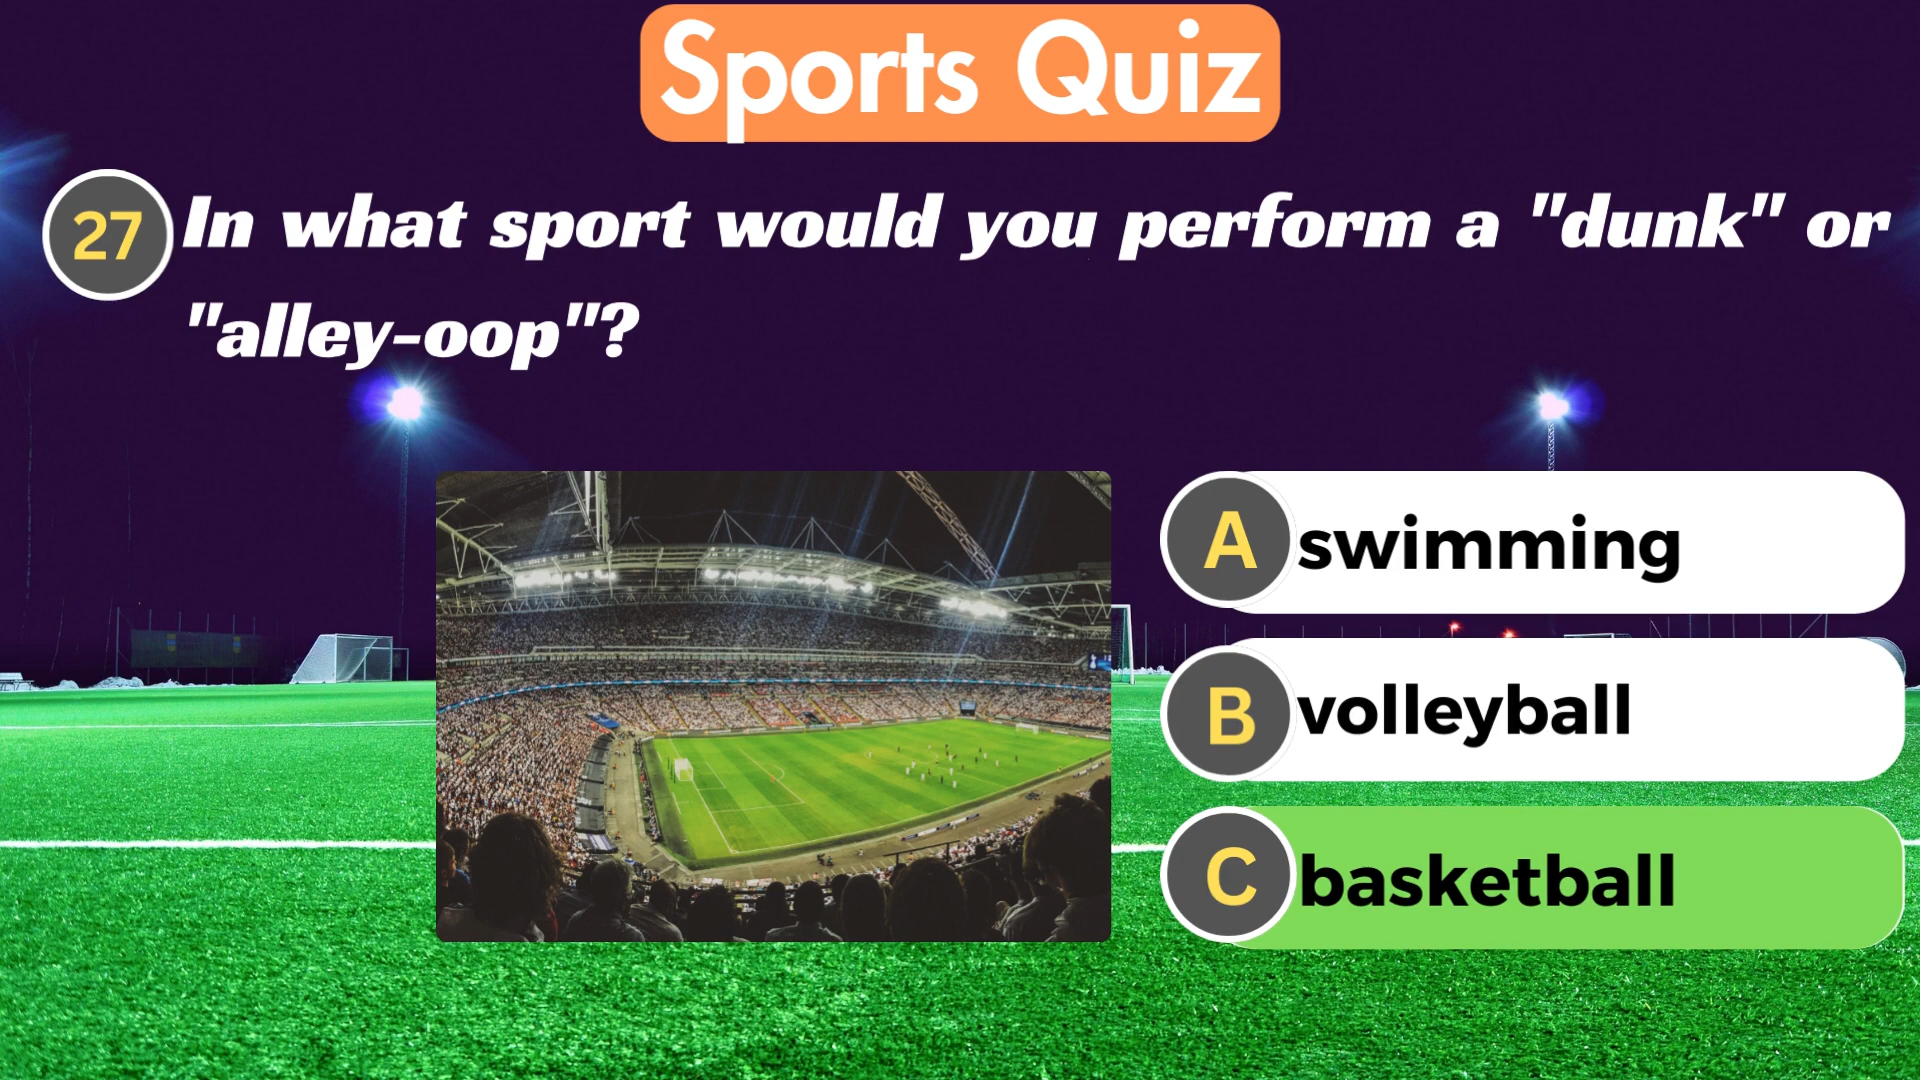 Sports Quiz
27
In what sport would you perform a "dunk" or
"alley-oop"?
A
swimming
B
volleyball
C
basketball